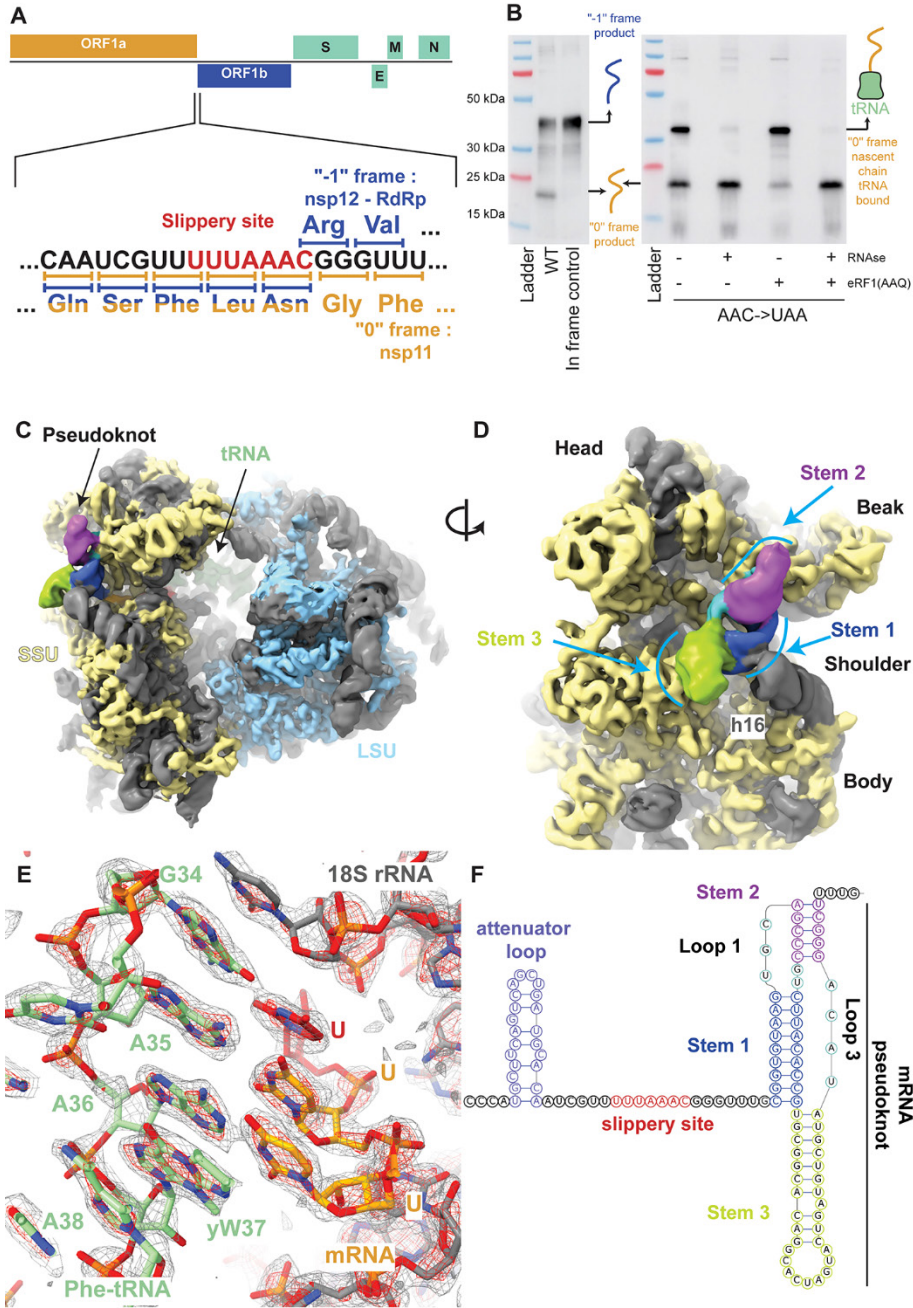 A
ORF1a
ORF1b
S
E
M
N
"-1" frame :
nsp12 - RdRp
Slippery site
Arg Val ...
...CAAUCGUUUUUAAACGGGUUU...
... Gln Ser Phe Leu Asn Gly Phe ...
"0" frame :
nsp11
B
"-1" frame
product
50 kDa
30 kDa
25 kDa
15 kDa
"0" frame
product
tRNA
"0" frame
nascent
chain
tRNA
bound
Ladder
WT
In frame control
Ladder
- + - + RNAse
- - + + eRF1(AAQ)
AAC->UAA
C
Pseudoknot
tRNA
SSU
LSU
D
Head
Stem 2
Beak
Stem 3
Stem 1
Shoulder
h16
Body
E
G34
18S rRNA
A35
U
U
A36
A38
yW37
U
mRNA
Phe-tRNA
F
Stem 2
UUUG
attenuator
loop
Loop 1
Loop 3
Stem 1
mRNA
pseudoknot
CCCAU
AAUCGUUUUUAAACGGGUUUGC
slippery site
Stem 3